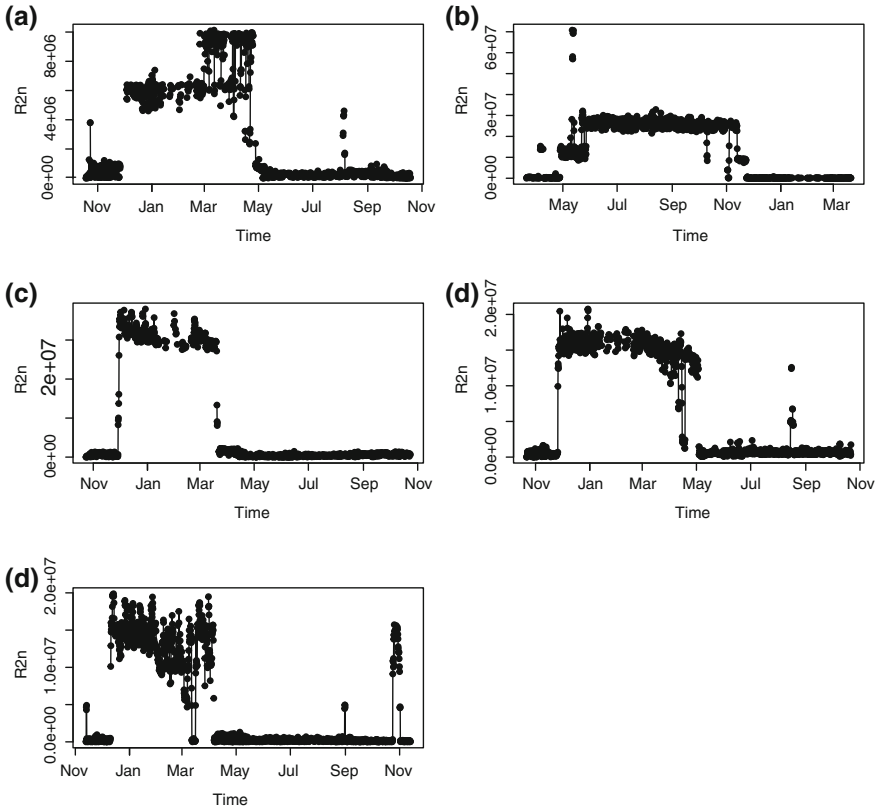 (a)
R2n
0e+00 4e+06 8e+06
Nov Jan Mar May Jul Sep Nov
Time
(b)
R2n
0e+00 3e+07 6e+07
May Jul Sep Nov Jan Mar
Time
(c)
R2n
0e+00 2e+07
Nov Jan Mar May Jul Sep Nov
Time
(d)
R2n
0.0e+00 1.0e+07 2.0e+07
Nov Jan Mar May Jul Sep Nov
Time
(d)
R2n
0.0e+00 1.0e+07 2.0e+07
Nov Jan Mar May Jul Sep Nov
Time